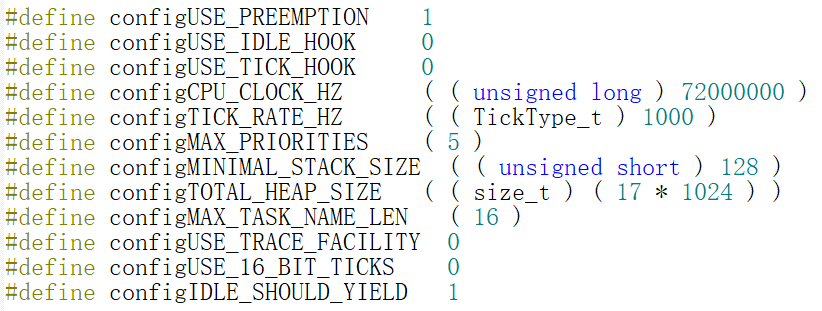 #define configUSE_PREEMPTION    1
#define configUSE_IDLE_HOOK     0
#define configUSE_TICK_HOOK     0
#define configCPU_CLOCK_HZ      ( ( unsigned long ) 72000000 )
#define configTICK_RATE_HZ      ( ( TickType_t ) 1000 )
#define configMAX_PRIORITIES    ( 5 )
#define configMINIMAL_STACK_SIZE  ( ( unsigned short ) 128 )
#define configTOTAL_HEAP_SIZE   ( ( size_t ) ( 17 * 1024 ) )
#define configMAX_TASK_NAME_LEN   ( 16 )
#define configUSE_TRACE_FACILITY  0
#define configUSE_16_BIT_TICKS    0
#define configIDLE_SHOULD_YIELD   1